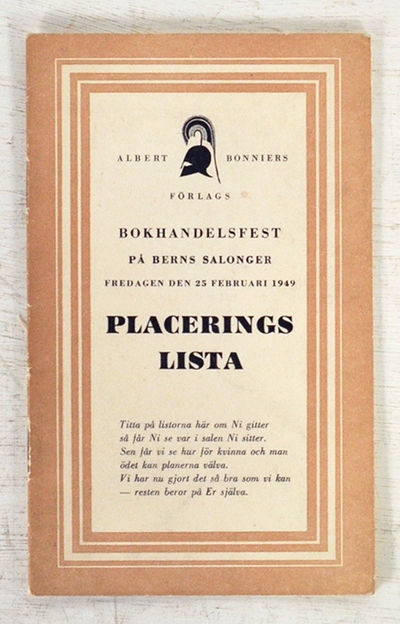 ALBERT BONNIERS
FÖRLAGS
BOKHANDELSFEST
PÅ BERNS SALONGER
FREDAGEN DEN 25 FEBRUARI 1949
PLACERINGS
LISTA
Titta på listorna här om Ni gitter
så får Ni se var i salen Ni sitter.
Sen får vi se hur för kvinna och man
ödet kan planerna välva.
Vi har nu gjort det så bra som vi kan
— resten beror på Er själva.